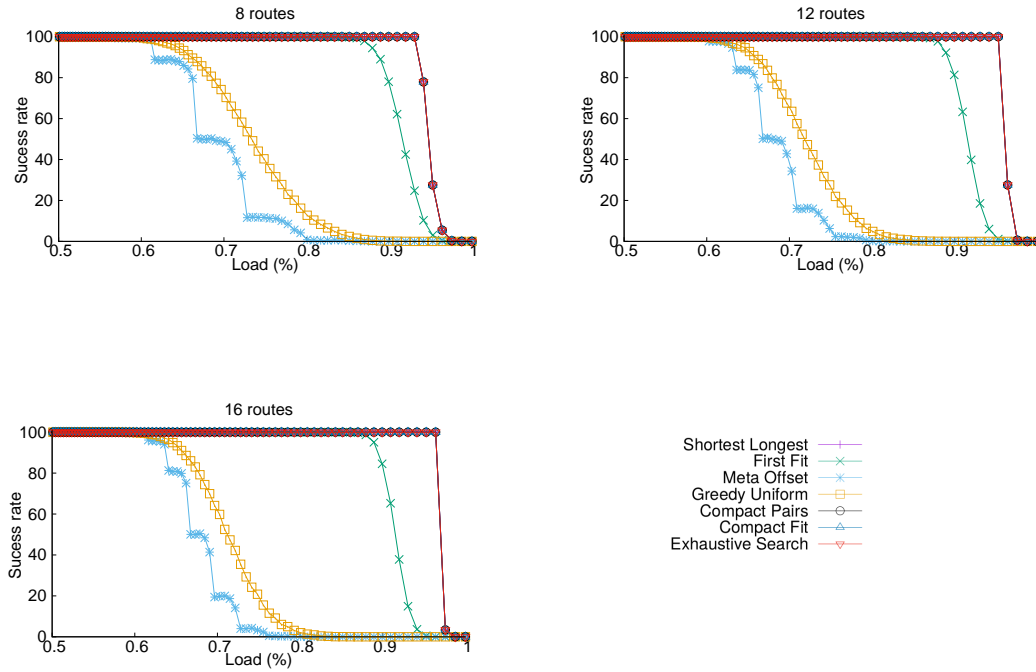 8 routes
100
80
60
40
20
0
Sucess rate
0.5 0.6 0.7 0.8 0.9 1
Load (%)
12 routes
100
80
60
40
20
0
Sucess rate
0.5 0.6 0.7 0.8 0.9
Load (%)
16 routes
100
80
60
40
20
0
Sucess rate
0.5 0.6 0.7 0.8 0.9 1
Load (%)
Shortest Longest
First Fit
Meta Offset
Greedy Uniform
Compact Pairs
Compact Fit
Exhaustive Search